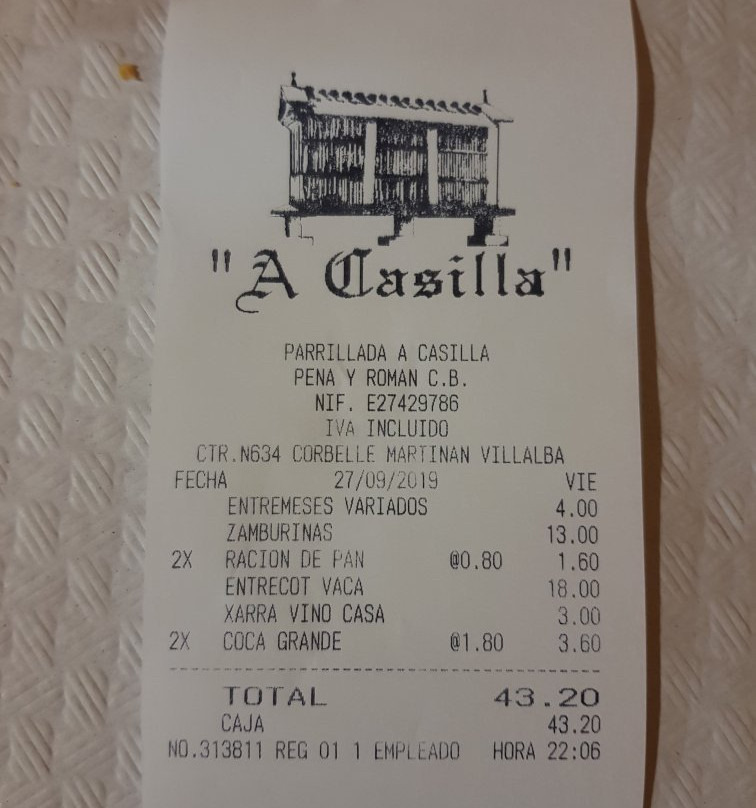 "A Casilla"
PARRILLADA A CASILLA
PENA Y ROMAN C.B.
NIF. E27429786
IVA INCLUIDO
CTR.N634 CORBELLE MARTINAN VILLALBA
FECHA 27/09/2019 VIE
ENTREMESES VARIADOS 4.00
ZAMBURINAS 13.00
2X RACION DE PAN @0.80 1.60
ENTRECOT VACA 18.00
XARRA VINO CASA 3.00
2X COCA GRANDE @1.80 3.60
TOTAL 43.20
CAJA 43.20
NO.313811 REG 01 1 EMPLEADO HORA 22:06